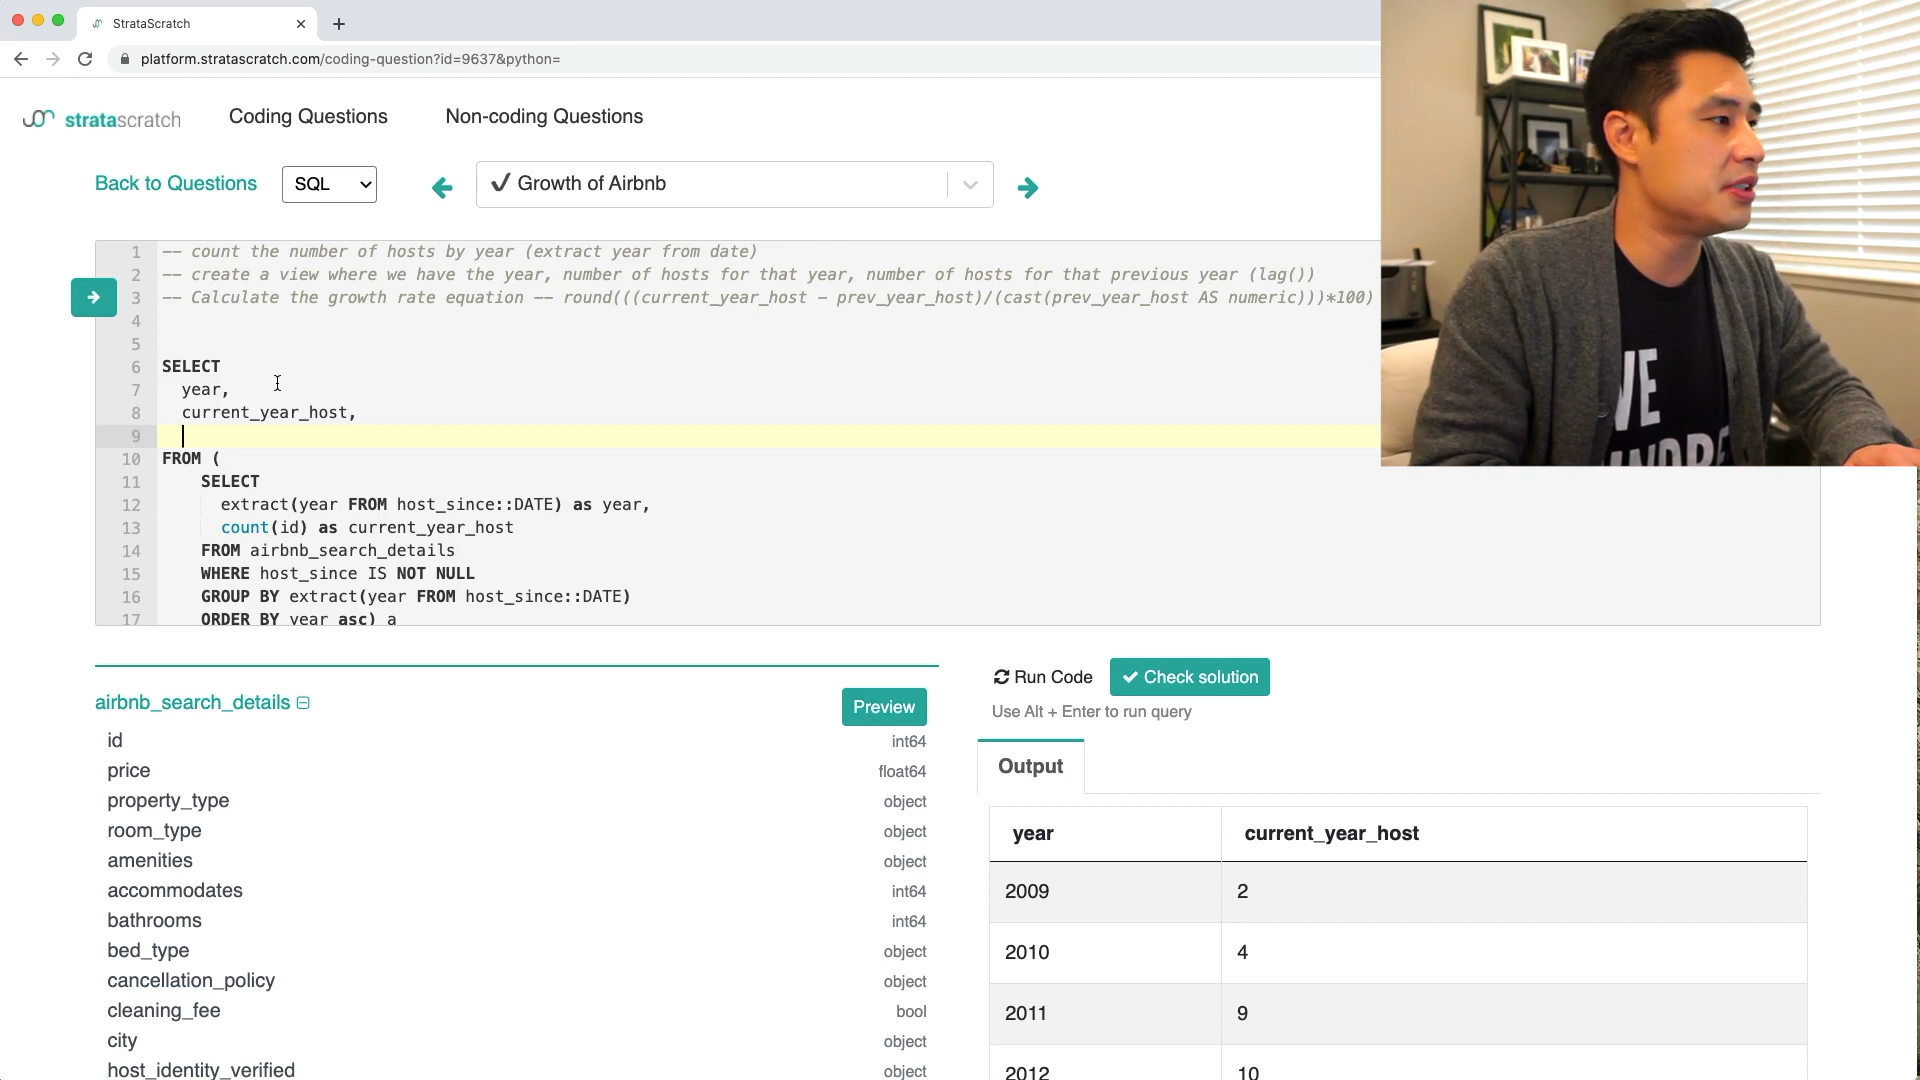 StrataScratch
platform.stratascratch.com/coding-question?id=9637&python=
stratascratch
Coding Questions
Non-coding Questions
Back to Questions
SQL
✓ Growth of Airbnb
1 -- count the number of hosts by year (extract year from date)
2 -- create a view where we have the year, number of hosts for that year, number of hosts for that previous year (lag())
3 -- Calculate the growth rate equation -- round(((current_year_host - prev_year_host)/(cast(prev_year_host AS numeric)))*100)
4
5
6 SELECT
7 year,
8 current_year_host,
9
10 FROM (
11 SELECT
12 extract(year FROM host_since::DATE) as year,
13 count(id) as current_year_host
14 FROM airbnb_search_details
15 WHERE host_since IS NOT NULL
16 GROUP BY extract(year FROM host_since::DATE)
17 ORDER BY year asc) a
airbnb_search_details
Preview
id int64
price float64
property_type object
room_type object
amenities object
accommodates int64
bathrooms int64
bed_type object
cancellation_policy object
cleaning_fee bool
city object
host_identity_verified object
Run Code
Check solution
Use Alt + Enter to run query
Output
year current_year_host
2009 2
2010 4
2011 9
2012 10